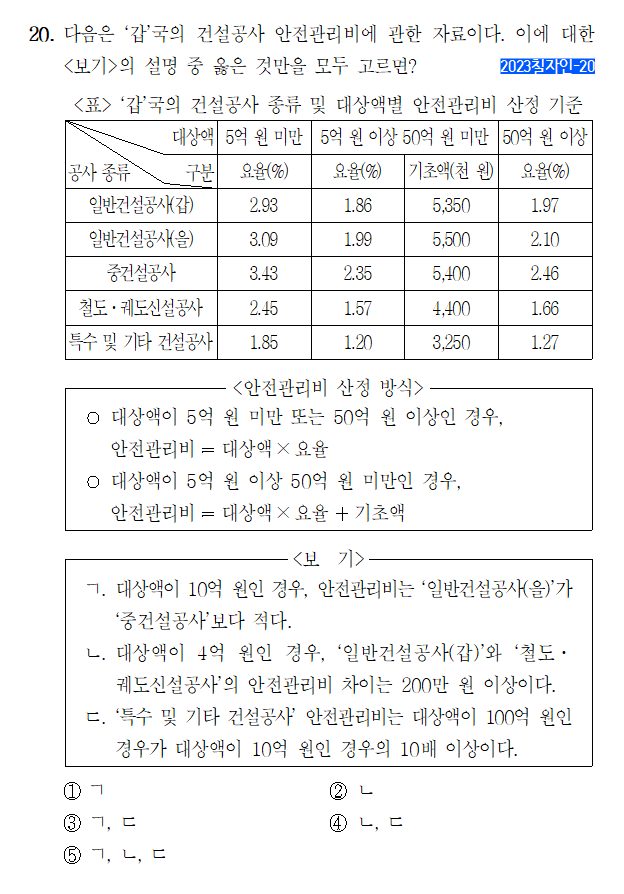 20. 다음은 ‘갑’국의 건설공사 안전관리비에 관한 자료이다. 이에 대한
<보기>의 설명 중 옳은 것만을 모두 고르면?
2023칠자인-20
<표> ‘갑’국의 건설공사 종류 및 대상액별 안전관리비 산정 기준
대상액 5억 원 미만 5억 원 이상 50억 원 미만 50억 원 이상
공사 종류 구분 요율(%) 요율(%) 기초액(천 원) 요율(%)
일반건설공사(갑) 2.93 1.86 5,350 1.97
일반건설공사(을) 3.09 1.99 5,500 2.10
중건설공사 3.43 2.35 5,400 2.46
철도·궤도신설공사 2.45 1.57 4,400 1.66
특수 및 기타 건설공사 1.85 1.20 3,250 1.27
<안전관리비 산정 방식>
○ 대상액이 5억 원 미만 또는 50억 원 이상인 경우,
안전관리비 = 대상액×요율
○ 대상액이 5억 원 이상 50억 원 미만인 경우,
안전관리비 = 대상액×요율 + 기초액
<보 기>
ㄱ. 대상액이 10억 원인 경우, 안전관리비는 ‘일반건설공사(을)’가
‘중건설공사’보다 적다.
ㄴ. 대상액이 4억 원인 경우, ‘일반건설공사(갑)’와 ‘철도·
궤도신설공사’의 안전관리비 차이는 200만 원 이상이다.
ㄷ. ‘특수 및 기타 건설공사’ 안전관리비는 대상액이 100억 원인
경우가 대상액이 10억 원인 경우의 10배 이상이다.
① ㄱ ② ㄴ
③ ㄱ, ㄷ ④ ㄴ, ㄷ
⑤ ㄱ, ㄴ, ㄷ